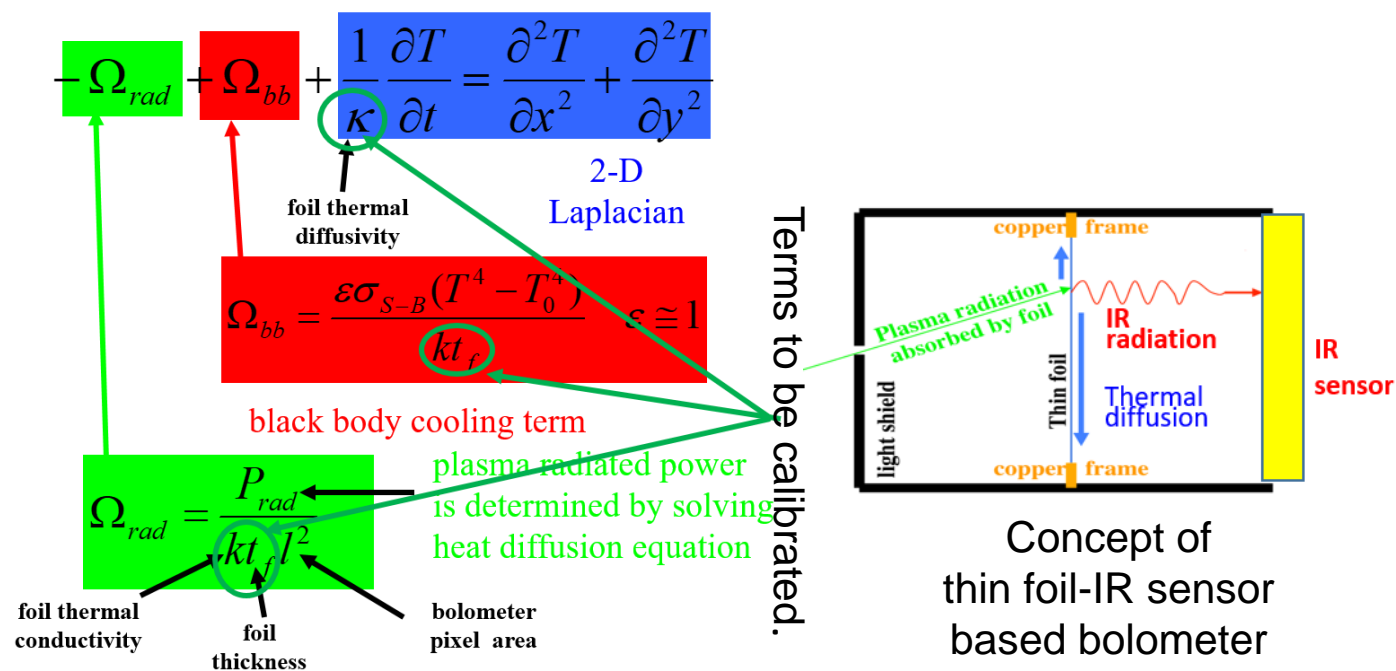 −Ω_rad + Ω_bb + 1/κ ∂T/∂t = ∂²T/∂x² + ∂²T/∂y²
2-D
Laplacian
foil thermal
diffusivity
Ω_bb = εσ_S−B (T⁴ − T₀⁴) / kt_f ε ≅ 1
black body cooling term
Ω_rad = P_rad / kt_f l²
plasma radiated power
is determined by solving
heat diffusion equation
foil thermal
conductivity
foil
thickness
bolometer
pixel area
Terms to be calibrated.
copper frame
Plasma radiation
absorbed by foil
IR
radiation
IR
sensor
light shield
Thin foil
Thermal
diffusion
copper frame
Concept of
thin foil-IR sensor
based bolometer